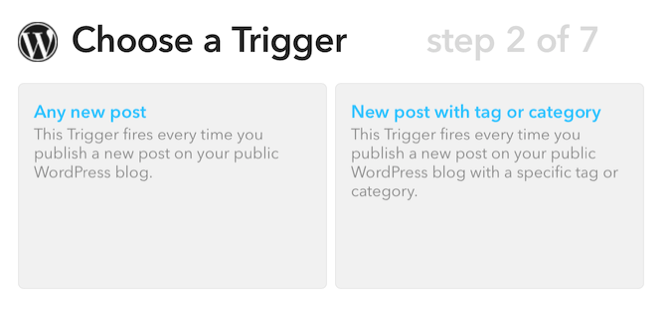 Choose a Trigger step 2 of 7
Any new post
This Trigger fires every time you
publish a new post on your public
WordPress blog.
New post with tag or category
This Trigger fires every time you
publish a new post on your public
WordPress blog with a specific tag or
category.